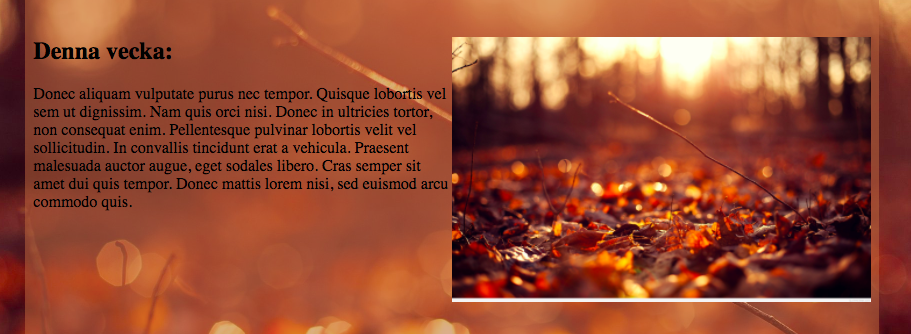 Denna vecka:
Donec aliquam vulputate purus nec tempor. Quisque lobortis vel
sem ut dignissim. Nam quis orci nisi. Donec in ultricies tortor,
non consequat enim. Pellentesque pulvinar lobortis velit vel
sollicitudin. In convallis tincidunt erat a vehicula. Praesent
malesuada auctor augue, eget sodales libero. Cras semper sit
amet dui quis tempor. Donec mattis lorem nisi, sed euismod arcu
commodo quis.